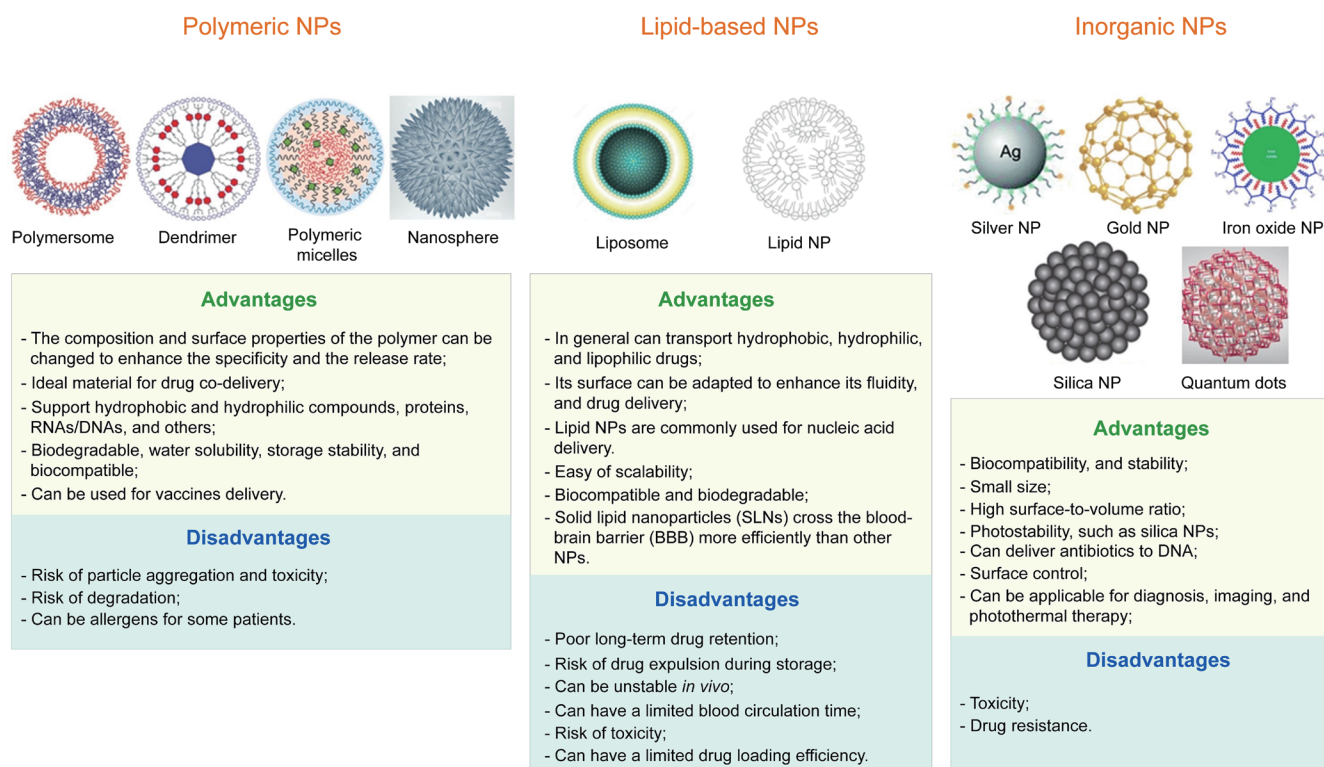 Polymeric NPs
Polymersome
Dendrimer
Polymeric
micelles
Nanosphere
Advantages
- The composition and surface properties of the polymer can be
changed to enhance the specificity and the release rate;
- Ideal material for drug co-delivery;
- Support hydrophobic and hydrophilic compounds, proteins,
RNAs/DNAs, and others;
- Biodegradable, water solubility, storage stability, and
biocompatible;
- Can be used for vaccines delivery.
Disadvantages
- Risk of particle aggregation and toxicity;
- Risk of degradation;
- Can be allergens for some patients.
Lipid-based NPs
Liposome
Lipid NP
Advantages
- In general can transport hydrophobic, hydrophilic,
and lipophilic drugs;
- Its surface can be adapted to enhance its fluidity,
and drug delivery;
- Lipid NPs are commonly used for nucleic acid
delivery.
- Easy of scalability;
- Biocompatible and biodegradable;
- Solid lipid nanoparticles (SLNs) cross the blood-
brain barrier (BBB) more efficiently than other
NPs.
Disadvantages
- Poor long-term drug retention;
- Risk of drug expulsion during storage;
- Can be unstable in vivo;
- Can have a limited blood circulation time;
- Risk of toxicity;
- Can have a limited drug loading efficiency.
Inorganic NPs
Ag
Silver NP
Gold NP
Iron oxide NP
Silica NP
Quantum dots
Advantages
- Biocompatibility, and stability;
- Small size;
- High surface-to-volume ratio;
- Photostability, such as silica NPs;
- Can deliver antibiotics to DNA;
- Surface control;
- Can be applicable for diagnosis, imaging, and
photothermal therapy;
Disadvantages
- Toxicity;
- Drug resistance.